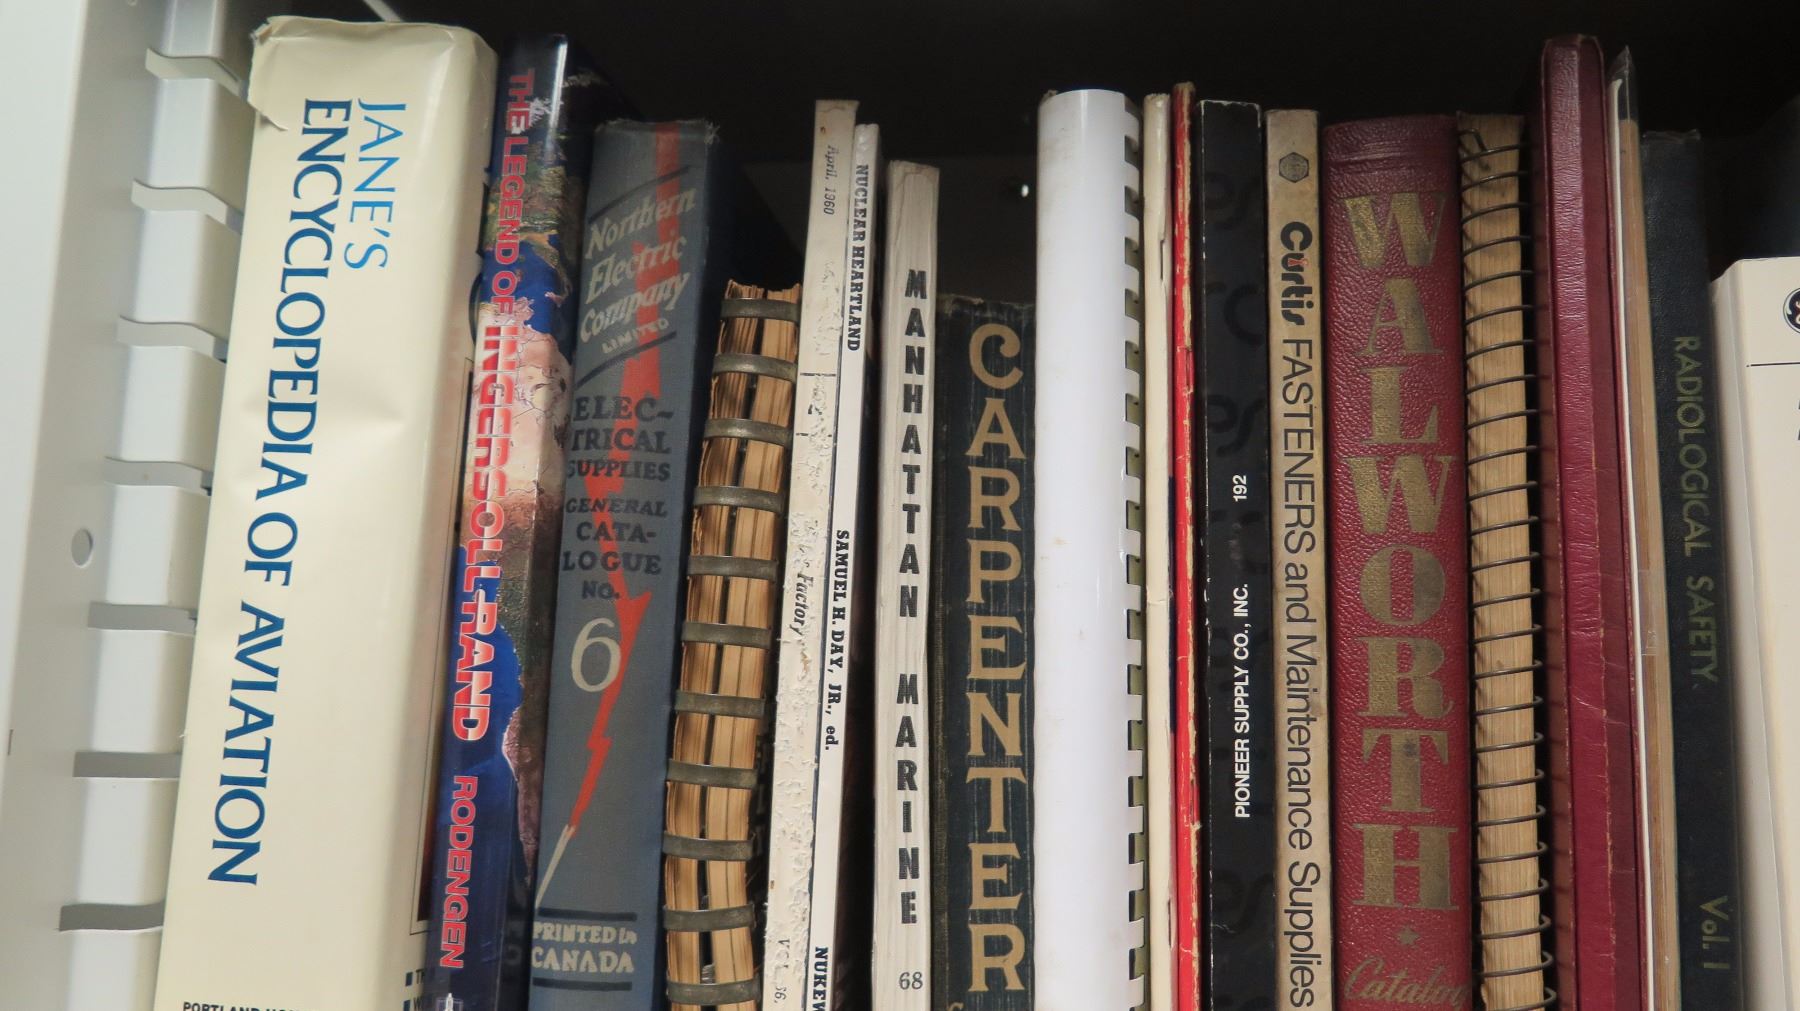 JANE'S
ENCYCLOPEDIA OF AVIATION
THE LEGEND OF INGERSOLL-RAND RODENGEN
Northern
Electric
Company
LIMITED
ELEC-
TRICAL
SUPPLIES
GENERAL
CATA-
LOGUE
NO.
6
PRINTED IN
CANADA
April, 1960
Factory
NUCLEAR HEARTLAND SAMUEL H. DAY, JR., ed.
MANHATTAN MARINE
68
CARPENTER
PIONEER SUPPLY CO., INC. 192
Curtis FASTENERS and Maintenance Supplies
WALWORTH
Catalog
RADIOLOGICAL SAFETY. Vol. I